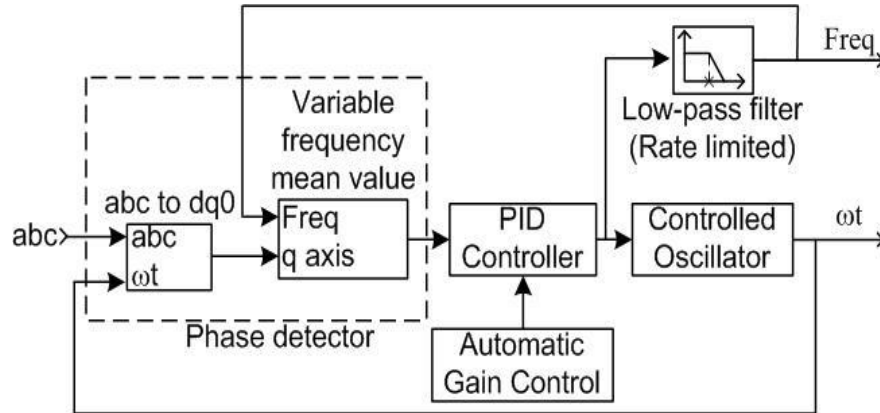 Freq
Low-pass filter
(Rate limited)
Variable
frequency
mean value
abc to dq0
abc
abc
ωt
Freq
q axis
Phase detector
PID
Controller
Controlled
Oscillator
ωt
Automatic
Gain Control